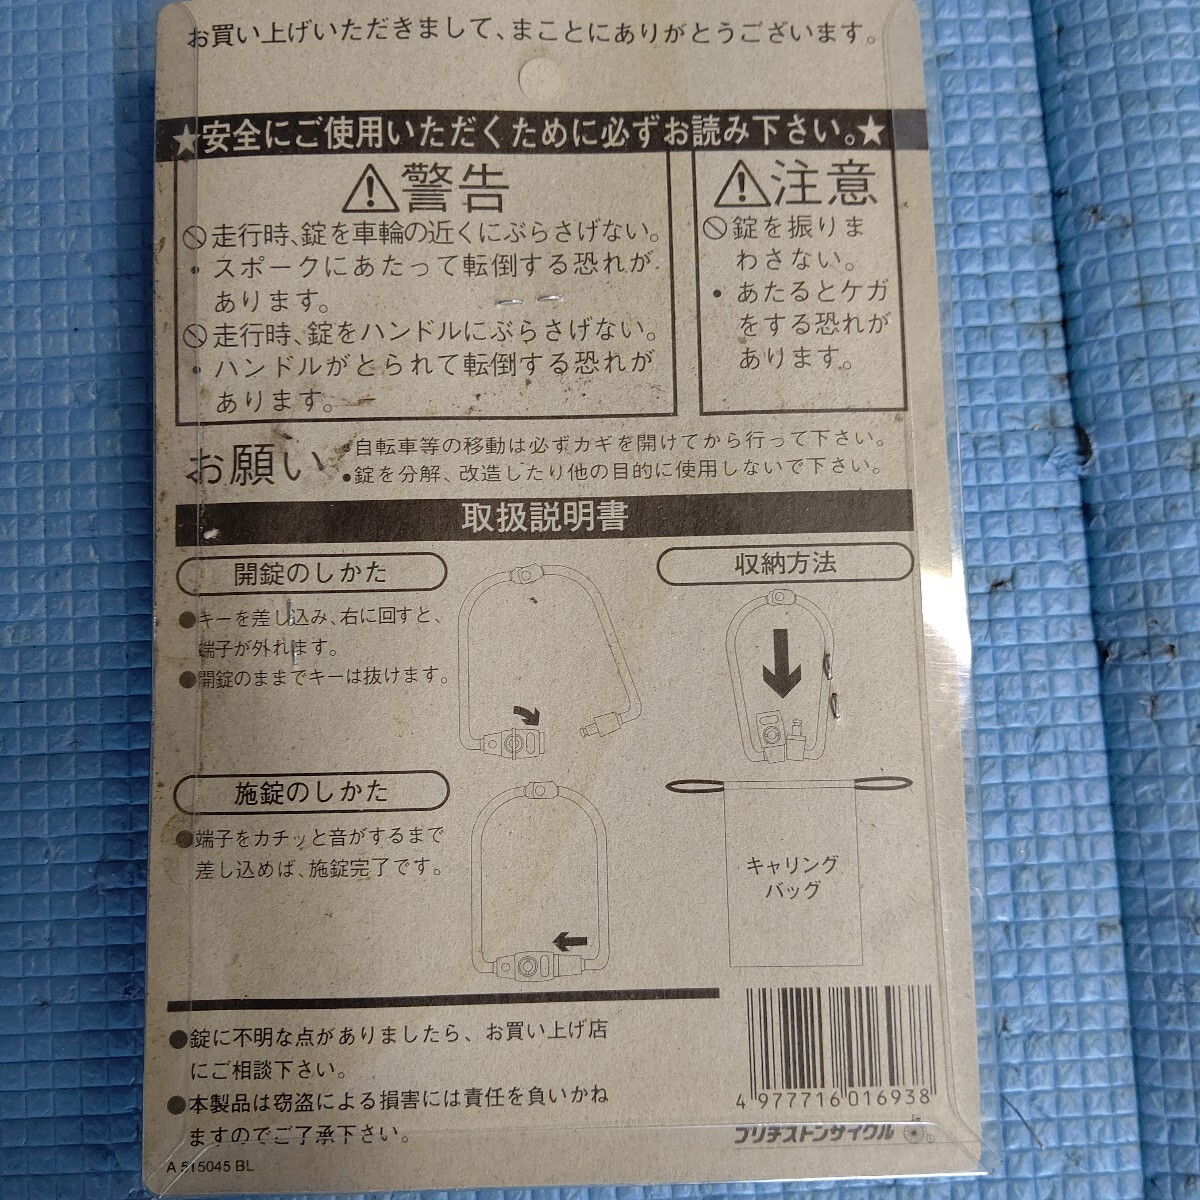 お買い上げいただきまして、まことにありがとうございます。
★安全にご使用いただくために必ずお読み下さい。★
警告
走行時、錠を車輪の近くにぶらさげない。
・スポークにあたって転倒する恐れが
あります。
走行時、錠をハンドルにぶらさげない。
・ハンドルがとられて転倒する恐れが
あります。
注意
錠を振りま
わさない。
・あたるとケガ
をする恐れが
あります。
お願い
●自転車等の移動は必ずカギを開けてから行って下さい。
●錠を分解、改造したり他の目的に使用しないで下さい。
取扱説明書
開錠のしかた
●キーを差し込み、右に回すと、
端子が外れます。
●開錠のままでキーは抜けます。
収納方法
施錠のしかた
●端子をカチッと音がするまで
差し込めば、施錠完了です。
キャリング
バッグ
●錠に不明な点がありましたら、お買い上げ店
にご相談下さい。
●本製品は窃盗による損害には責任を負いかね
ますのでご了承下さい。
A 515045 BL
4 977716 016938
ブリヂストンサイクル